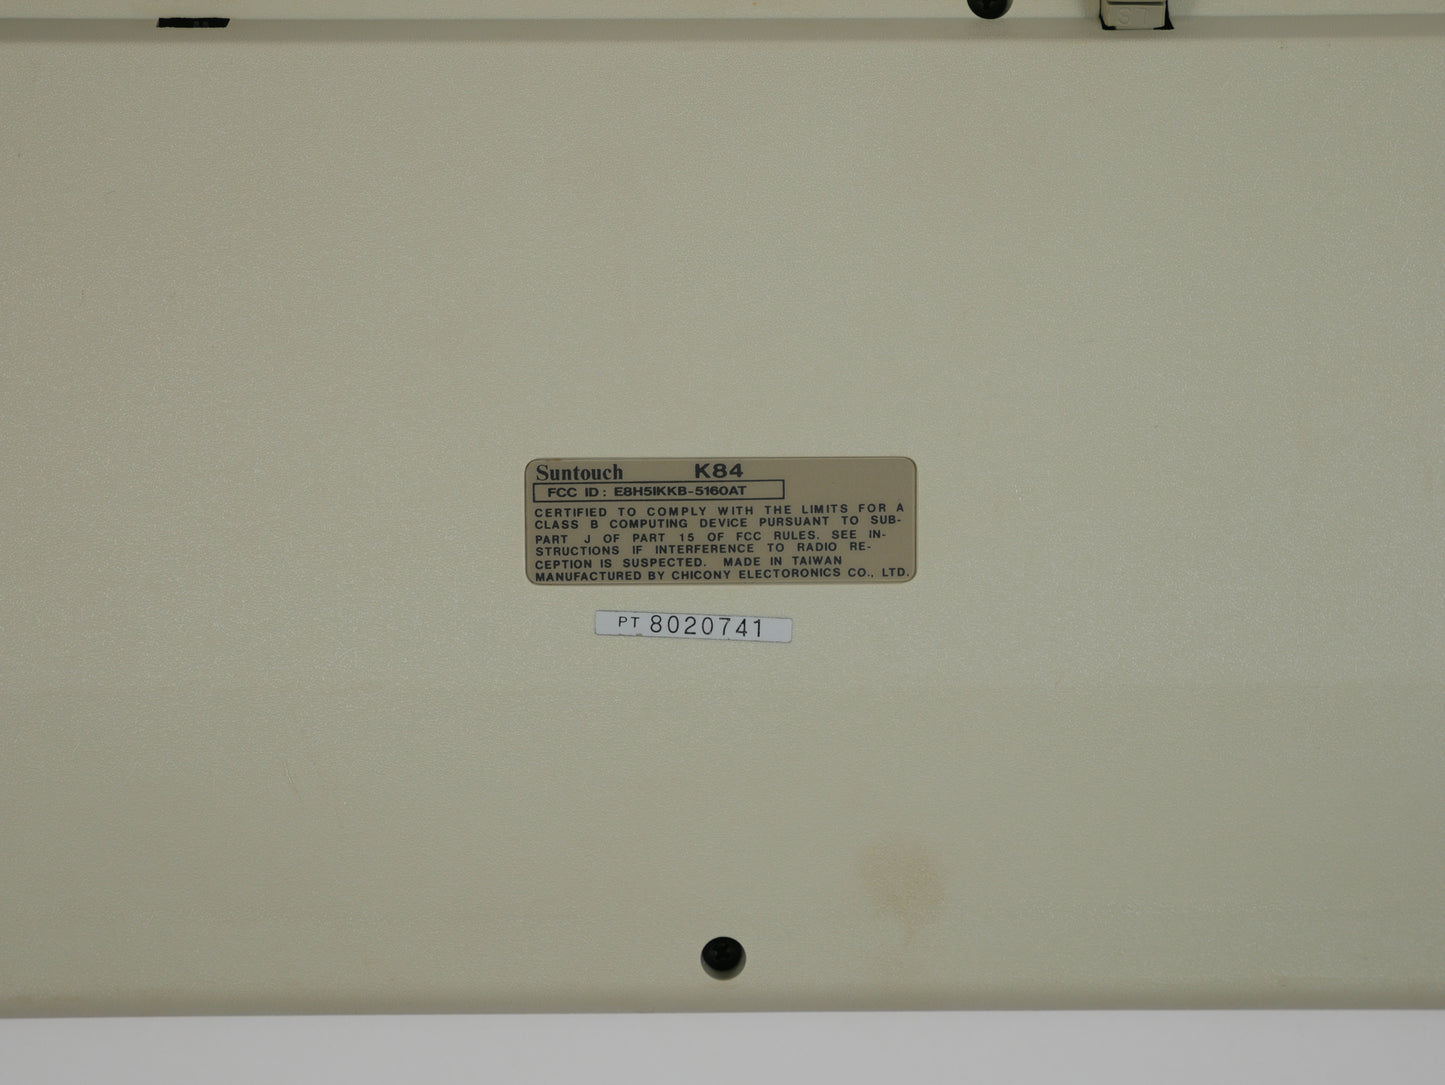 Suntouch K84
FCC ID: E8H5IKKB-5160AT
CERTIFIED TO COMPLY WITH THE LIMITS FOR A
CLASS B COMPUTING DEVICE PURSUANT TO SUB-
PART J OF PART 15 OF FCC RULES. SEE IN-
STRUCTIONS IF INTERFERENCE TO RADIO RE-
CEPTION IS SUSPECTED. MADE IN TAIWAN
MANUFACTURED BY CHICONY ELECTORONICS CO., LTD.
PT 8020741